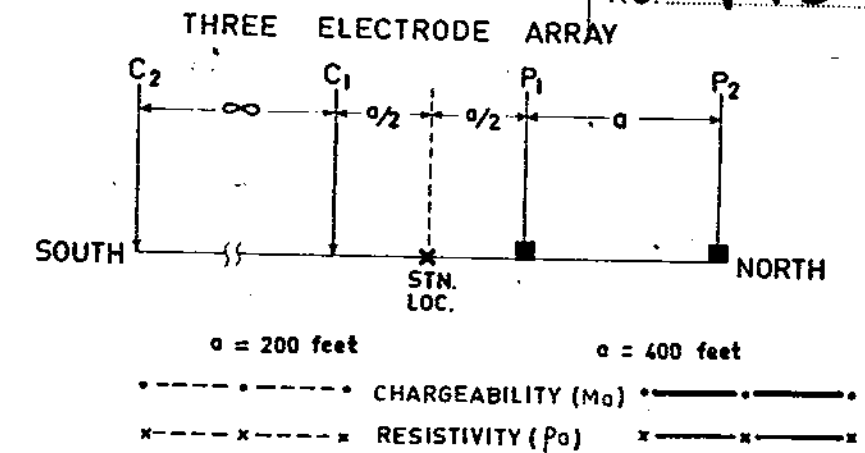 THREE ELECTRODE ARRAY
C2 C1 P1 P2
∞ a/2 a/2 a
SOUTH NORTH
STN.
LOC.
a = 200 feet a = 400 feet
CHARGEABILITY (Ma)
RESISTIVITY (ρa)